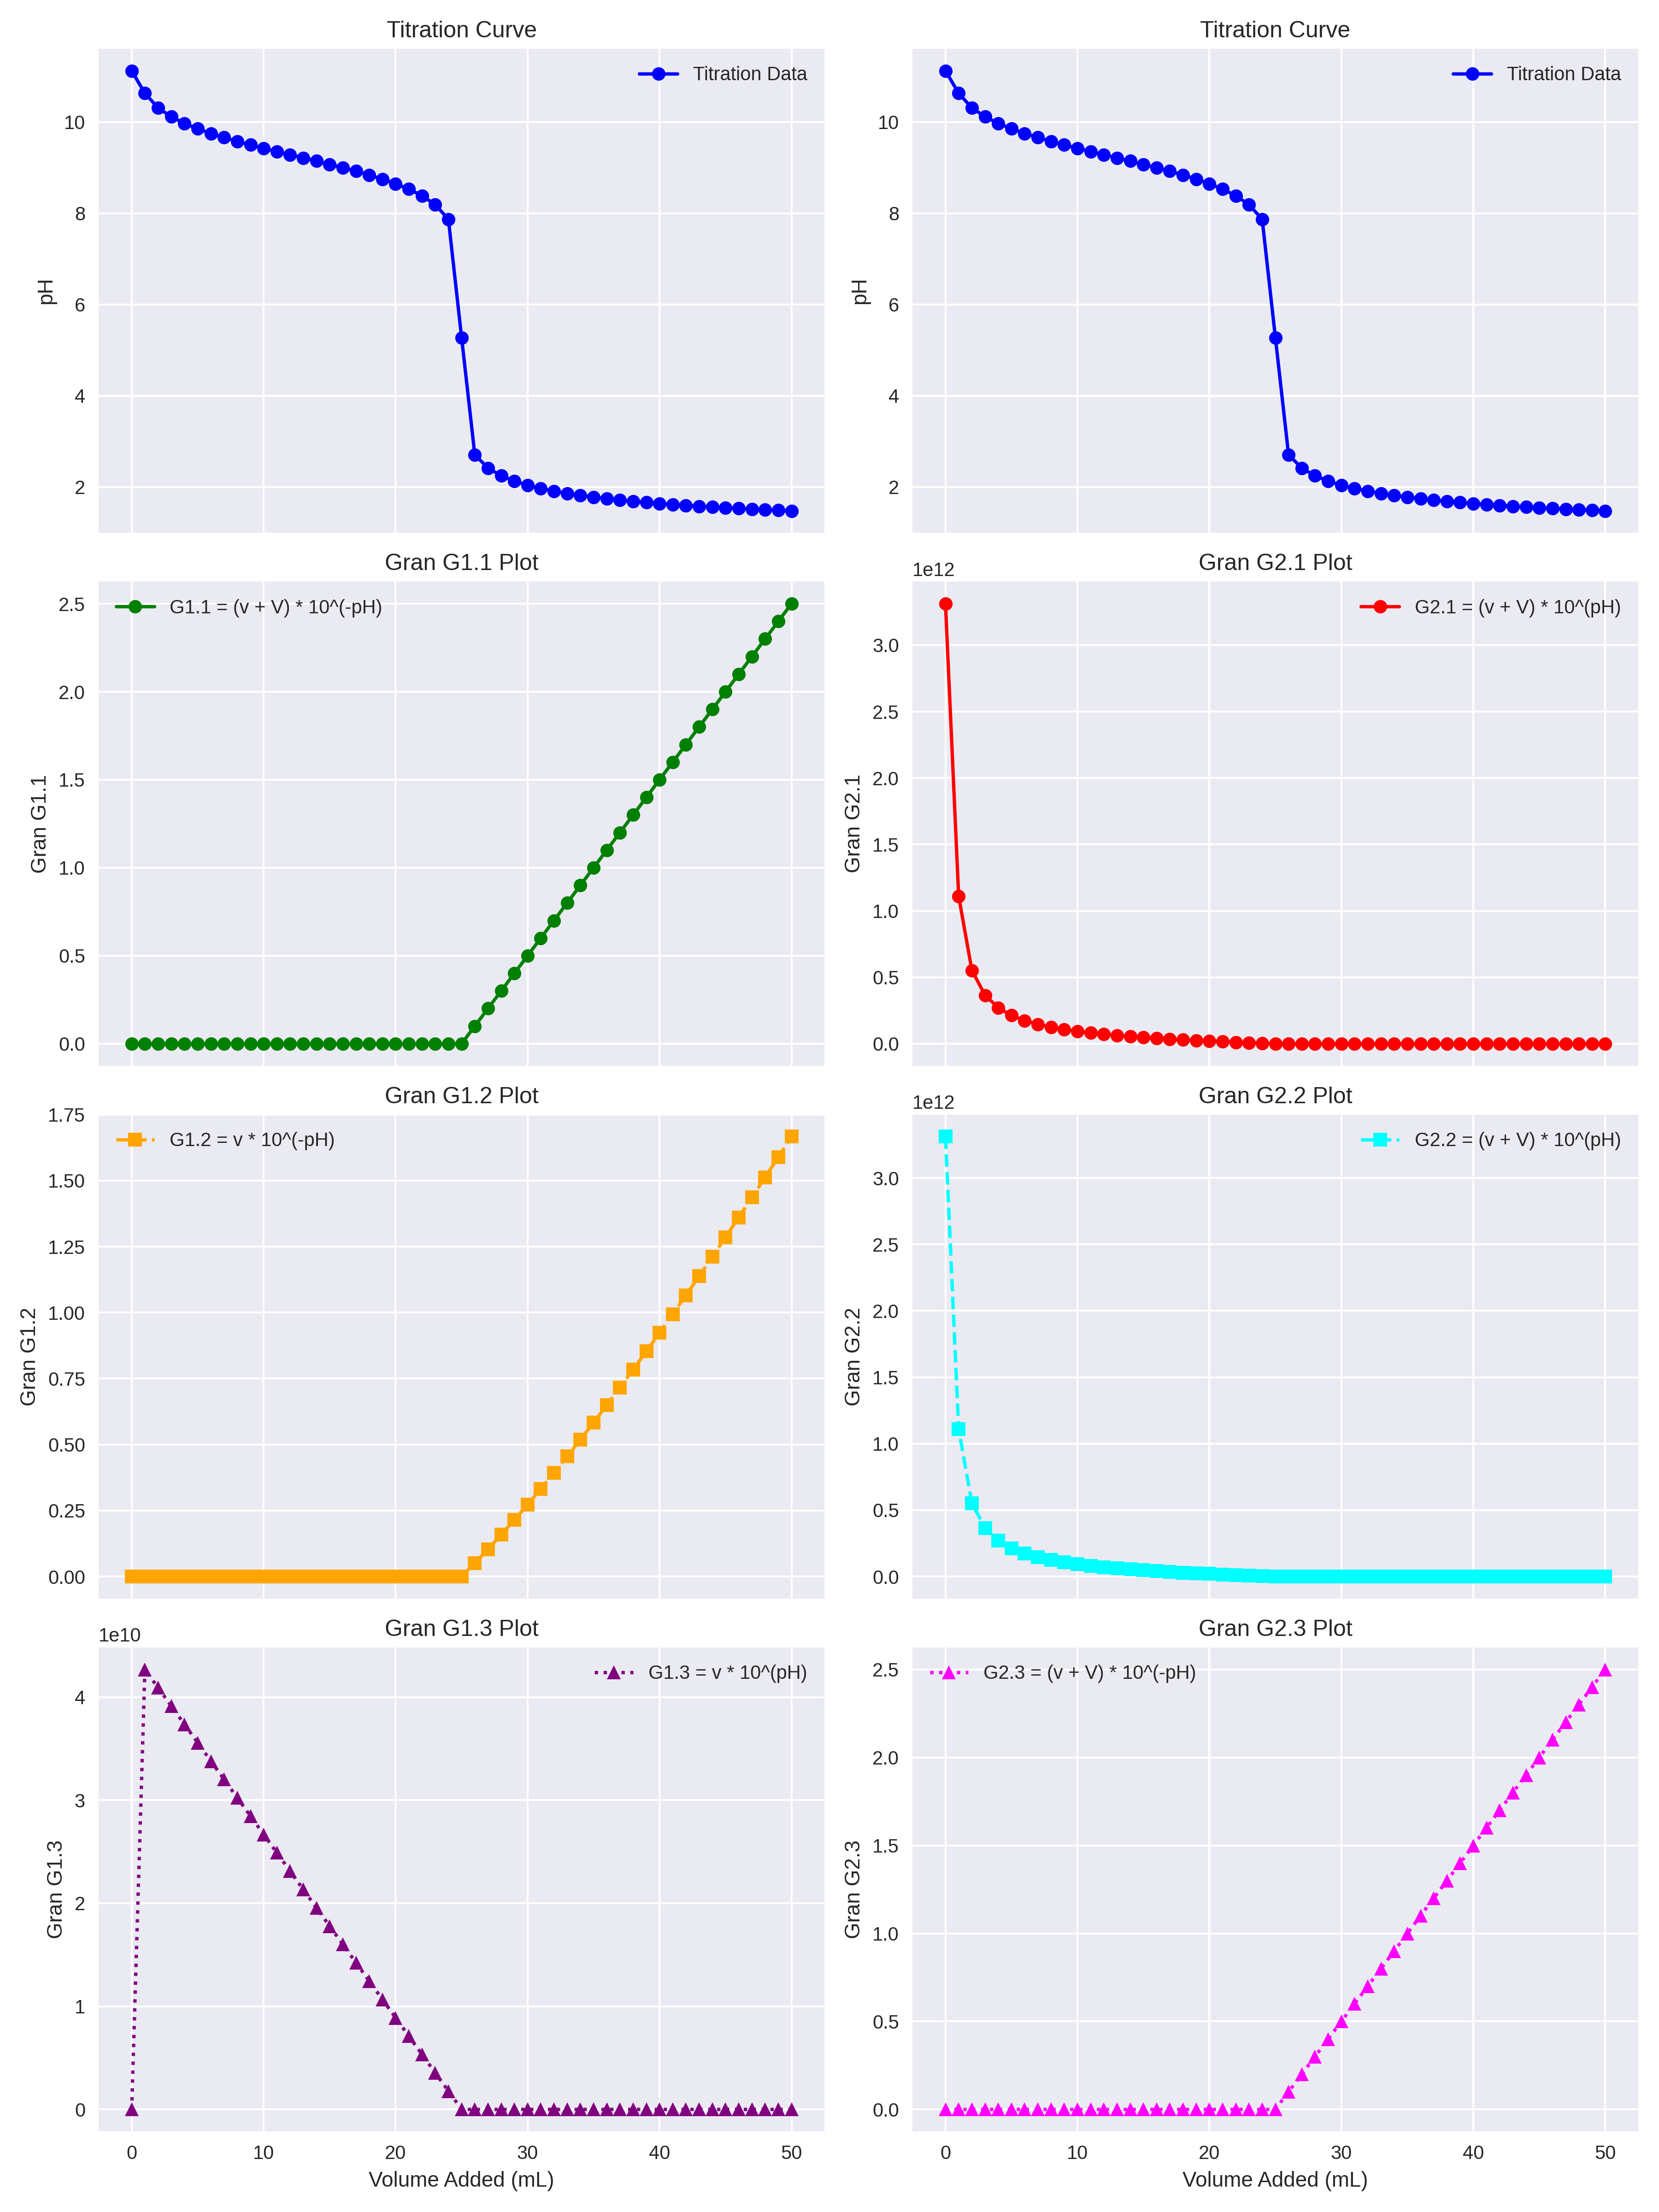 Titration Curve
Titration Data
pH
10
8
6
4
2
Titration Curve
Titration Data
pH
10
8
6
4
2
Gran G1.1 Plot
G1.1 = (v + V) * 10^(-pH)
Gran G1.1
2.5
2.0
1.5
1.0
0.5
0.0
Gran G2.1 Plot
1e12
G2.1 = (v + V) * 10^(pH)
Gran G2.1
3.0
2.5
2.0
1.5
1.0
0.5
0.0
Gran G1.2 Plot
G1.2 = v * 10^(-pH)
Gran G1.2
1.75
1.50
1.25
1.00
0.75
0.50
0.25
0.00
Gran G2.2 Plot
1e12
G2.2 = (v + V) * 10^(pH)
Gran G2.2
3.0
2.5
2.0
1.5
1.0
0.5
0.0
Gran G1.3 Plot
1e10
G1.3 = v * 10^(pH)
Gran G1.3
4
3
2
1
0
0 10 20 30 40 50
Volume Added (mL)
Gran G2.3 Plot
G2.3 = (v + V) * 10^(-pH)
Gran G2.3
2.5
2.0
1.5
1.0
0.5
0.0
0 10 20 30 40 50
Volume Added (mL)